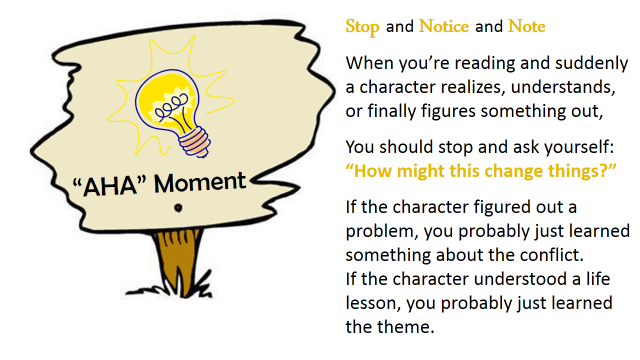 "AHA" Moment
Stop and Notice and Note
When you're reading and suddenly
a character realizes, understands,
or finally figures something out,
You should stop and ask yourself:
"How might this change things?"
If the character figured out a
problem, you probably just learned
something about the conflict.
If the character understood a life
lesson, you probably just learned
the theme.